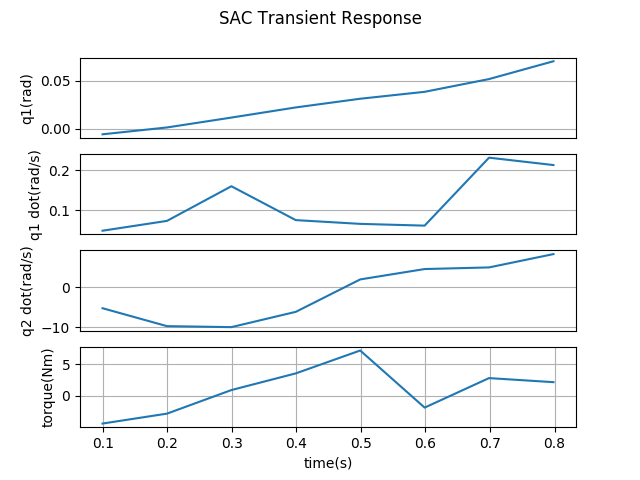 SAC Transient Response
q1(rad)
0.05
0.00
q1 dot(rad/s)
0.2
0.1
q2 dot(rad/s)
0
−10
torque(Nm)
5
0
0.1 0.2 0.3 0.4 0.5 0.6 0.7 0.8
time(s)